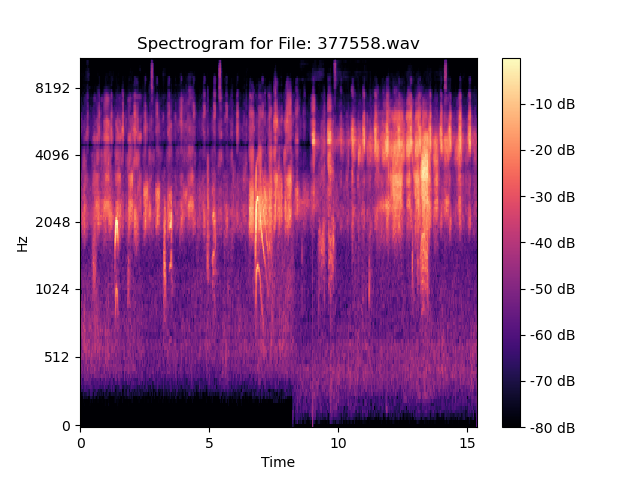 Spectrogram for File: 377558.wav
8192
4096
2048
1024
512
0
Hz
0
5
10
15
Time
-10 dB
-20 dB
-30 dB
-40 dB
-50 dB
-60 dB
-70 dB
-80 dB